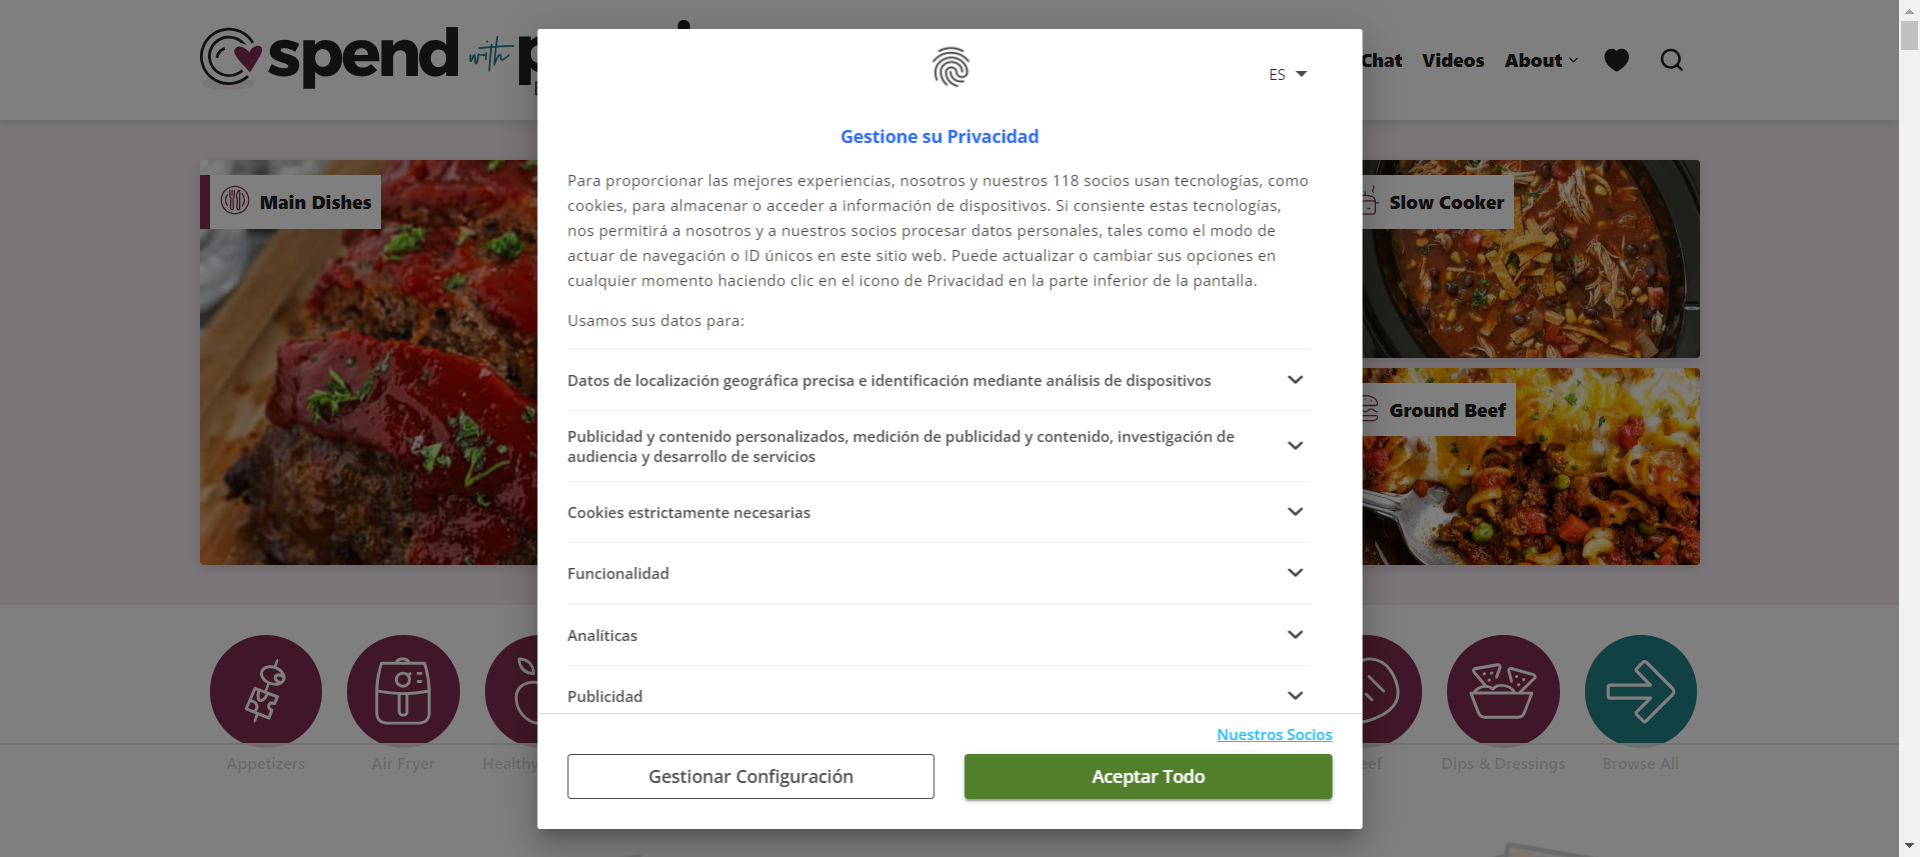 spend with
Chat Videos About
ES
Gestione su Privacidad
Para proporcionar las mejores experiencias, nosotros y nuestros 118 socios usan tecnologías, como
cookies, para almacenar o acceder a información de dispositivos. Si consiente estas tecnologías,
nos permitirá a nosotros y a nuestros socios procesar datos personales, tales como el modo de
actuar de navegación o ID únicos en este sitio web. Puede actualizar o cambiar sus opciones en
cualquier momento haciendo clic en el icono de Privacidad en la parte inferior de la pantalla.
Usamos sus datos para:
Datos de localización geográfica precisa e identificación mediante análisis de dispositivos
Publicidad y contenido personalizados, medición de publicidad y contenido, investigación de
audiencia y desarrollo de servicios
Cookies estrictamente necesarias
Funcionalidad
Analíticas
Publicidad
Nuestros Socios
Gestionar Configuración
Aceptar Todo
Main Dishes
Slow Cooker
Ground Beef
Appetizers
Air Fryer
Healthy
Dips & Dressings
Browse All